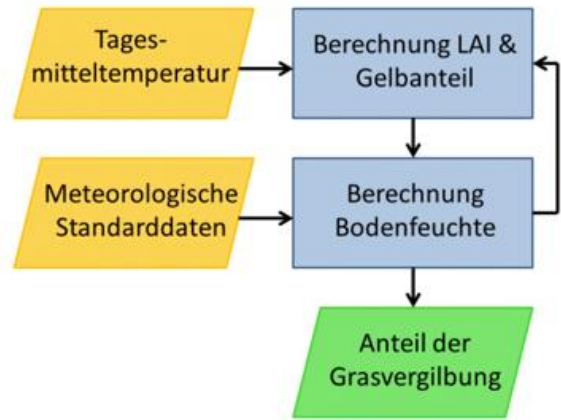 Tages-
mitteltemperatur
Berechnung LAI &
Gelbanteil
Meteorologische
Standarddaten
Berechnung
Bodenfeuchte
Anteil der
Grasvergilbung